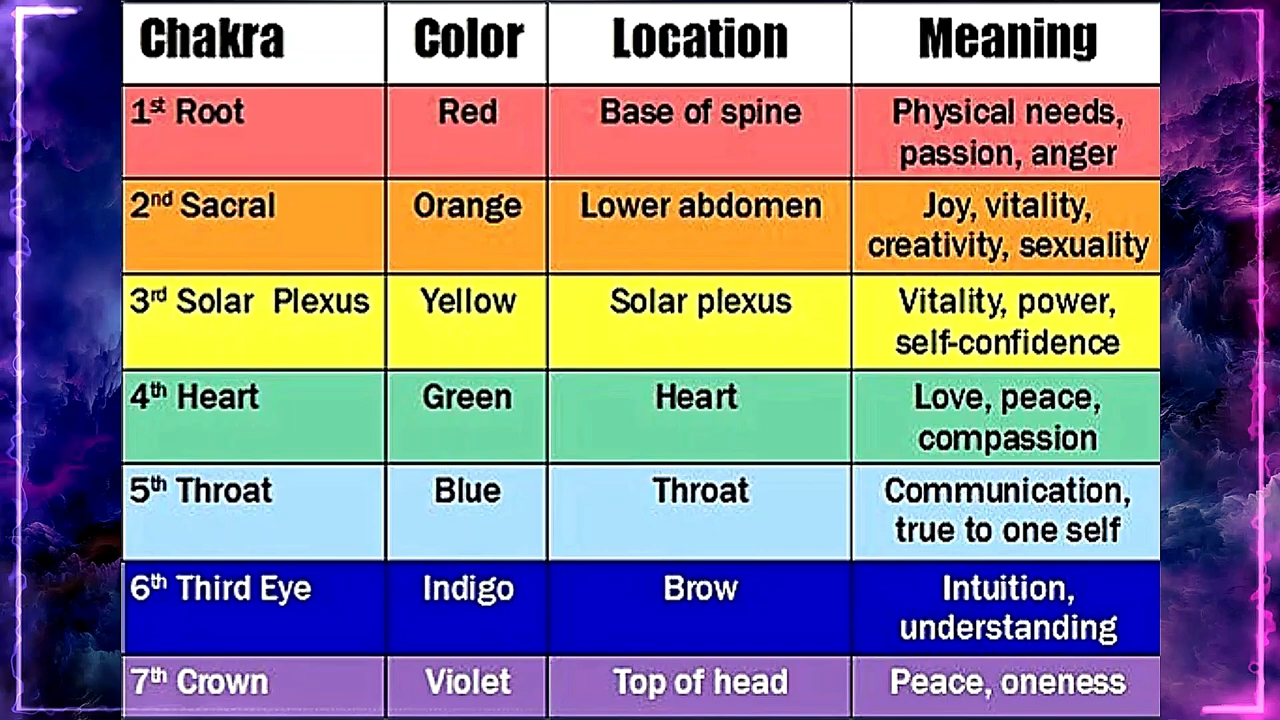 Chakra Color Location Meaning
1st Root Red Base of spine Physical needs,
passion, anger
2nd Sacral Orange Lower abdomen Joy, vitality,
creativity, sexuality
3rd Solar Plexus Yellow Solar plexus Vitality, power,
self-confidence
4th Heart Green Heart Love, peace,
compassion
5th Throat Blue Throat Communication,
true to one self
6th Third Eye Indigo Brow Intuition,
understanding
7th Crown Violet Top of head Peace, oneness